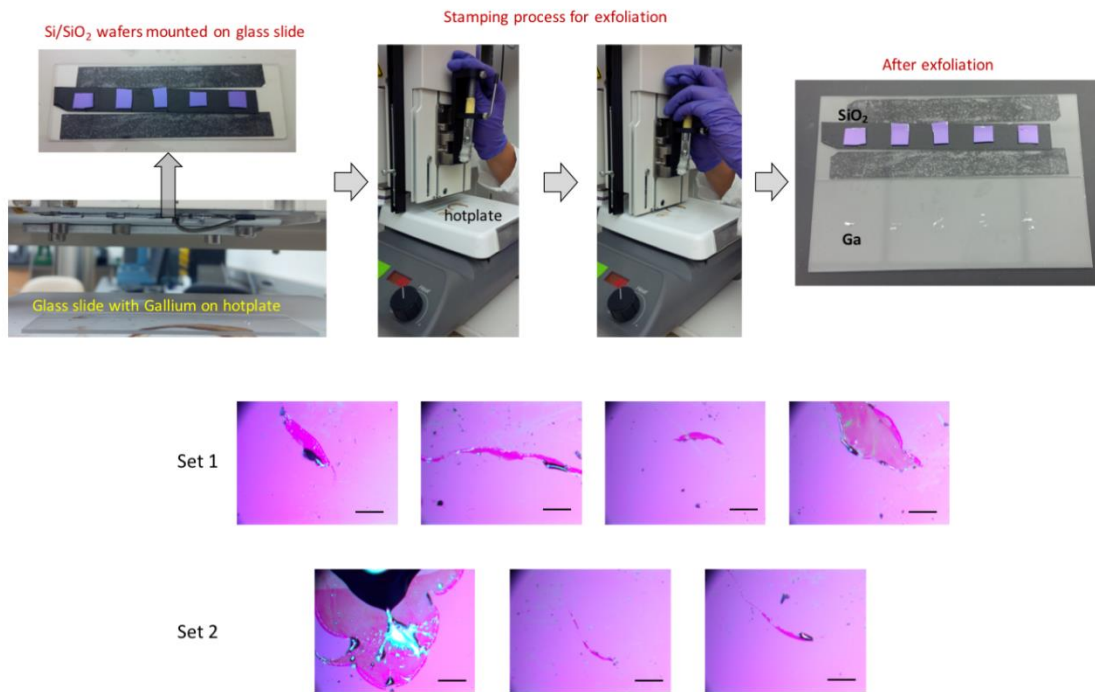 Stamping process for exfoliation
Si/SiO₂ wafers mounted on glass slide
After exfoliation
SiO₂
hotplate
Ga
Glass slide with Gallium on hotplate
Set 1
Set 2